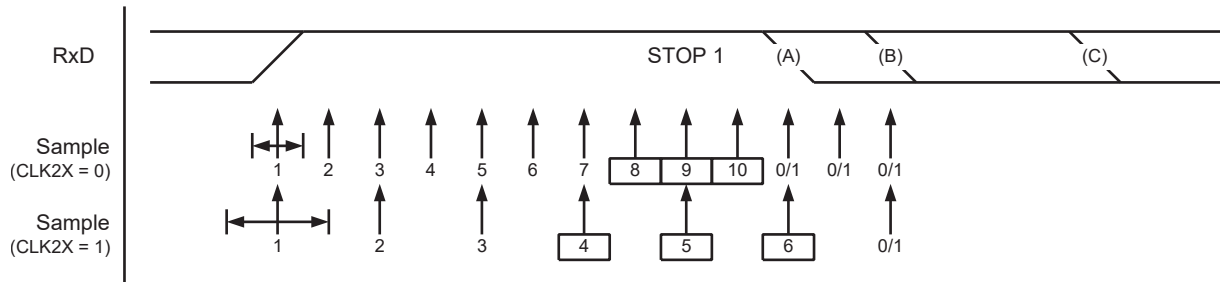 RxD STOP 1 (A) (B) (C)
Sample
(CLK2X = 0)
1 2 3 4 5 6 7 8 9 10 0/1 0/1 0/1
Sample
(CLK2X = 1)
1 2 3 4 5 6 0/1